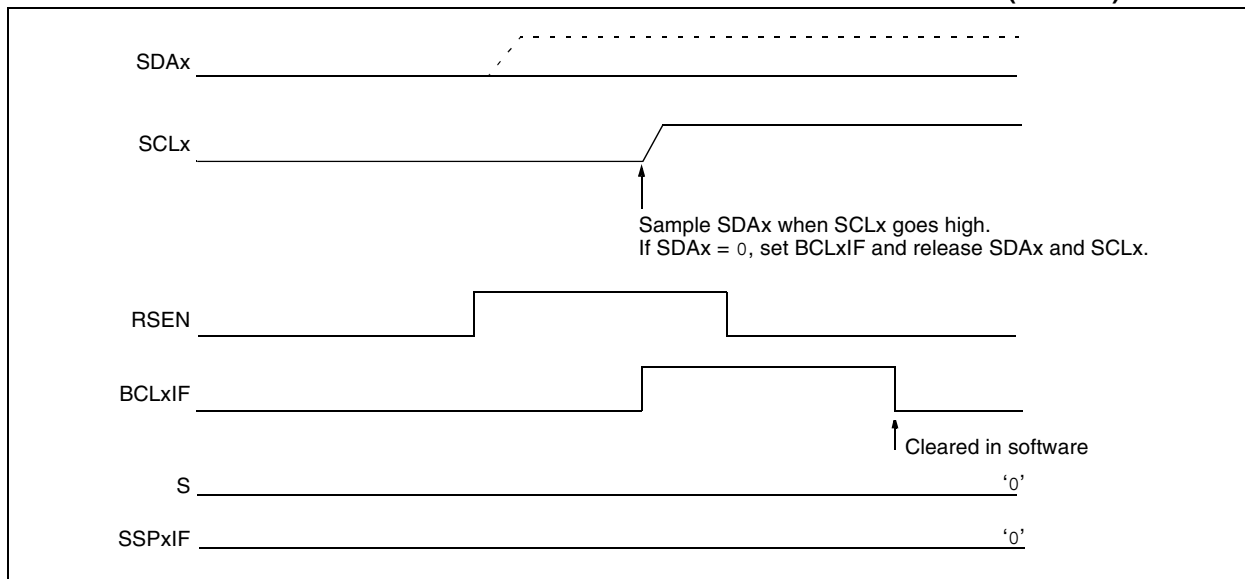 SDAx
SCLx
Sample SDAx when SCLx goes high.
If SDAx = 0, set BCLxIF and release SDAx and SCLx.
RSEN
BCLxIF
Cleared in software
S
‘0’
SSPxIF
‘0’